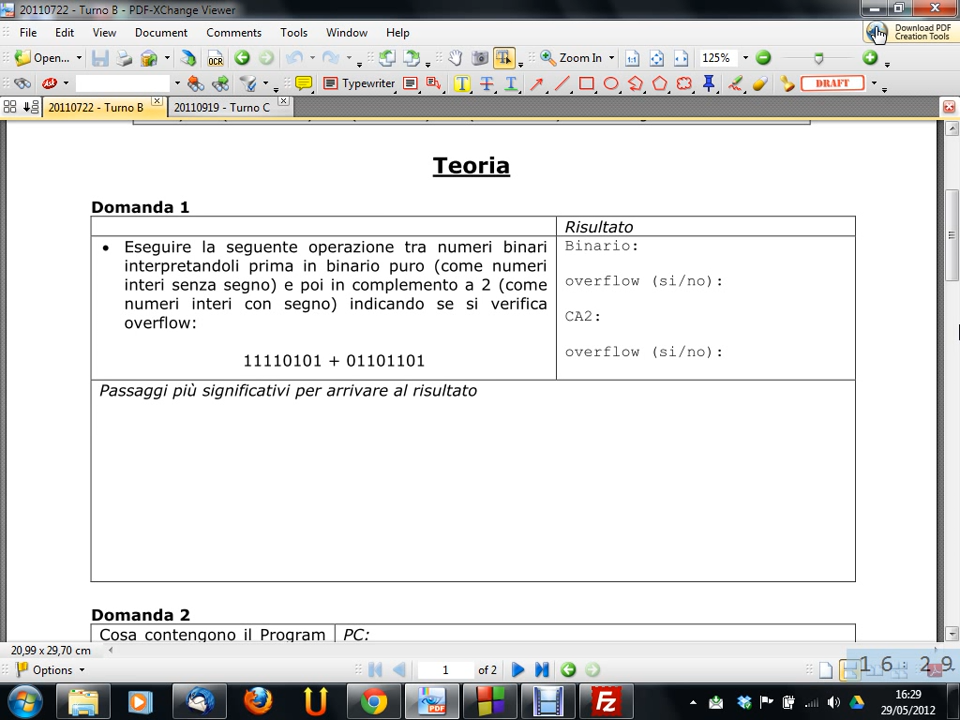 20110722 - Turno B - PDF-XChange Viewer
File Edit View Document Comments Tools Window Help
Download PDF
Creation Tools
Open... OCR Zoom In 125%
Typewriter DRAFT
20110722 - Turno B 20110919 - Turno C
Teoria
Domanda 1
Risultato
• Eseguire la seguente operazione tra numeri binari
interpretandoli prima in binario puro (come numeri
interi senza segno) e poi in complemento a 2 (come
numeri interi con segno) indicando se si verifica
overflow:
11110101 + 01101101
Binario:
overflow (si/no):
CA2:
overflow (si/no):
Passaggi più significativi per arrivare al risultato
Domanda 2
Cosa contengono il Program PC:
20,99 x 29,70 cm
Options 1 of 2
16:29
PDF
16:29
29/05/2012